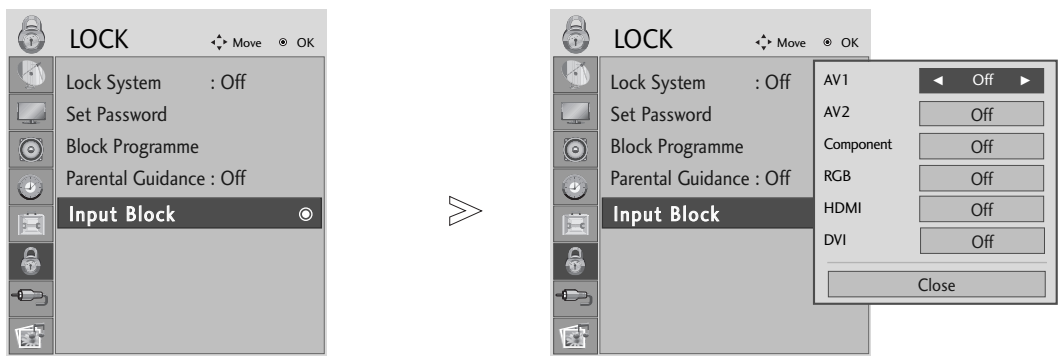 LOCK Move OK
Lock System : Off
Set Password
Block Programme
Parental Guidance : Off
Input Block
LOCK Move OK
Lock System : Off
Set Password
Block Programme
Parental Guidance : Off
Input Block
AV1 ◄ Off ►
AV2 Off
Component Off
RGB Off
HDMI Off
DVI Off
Close